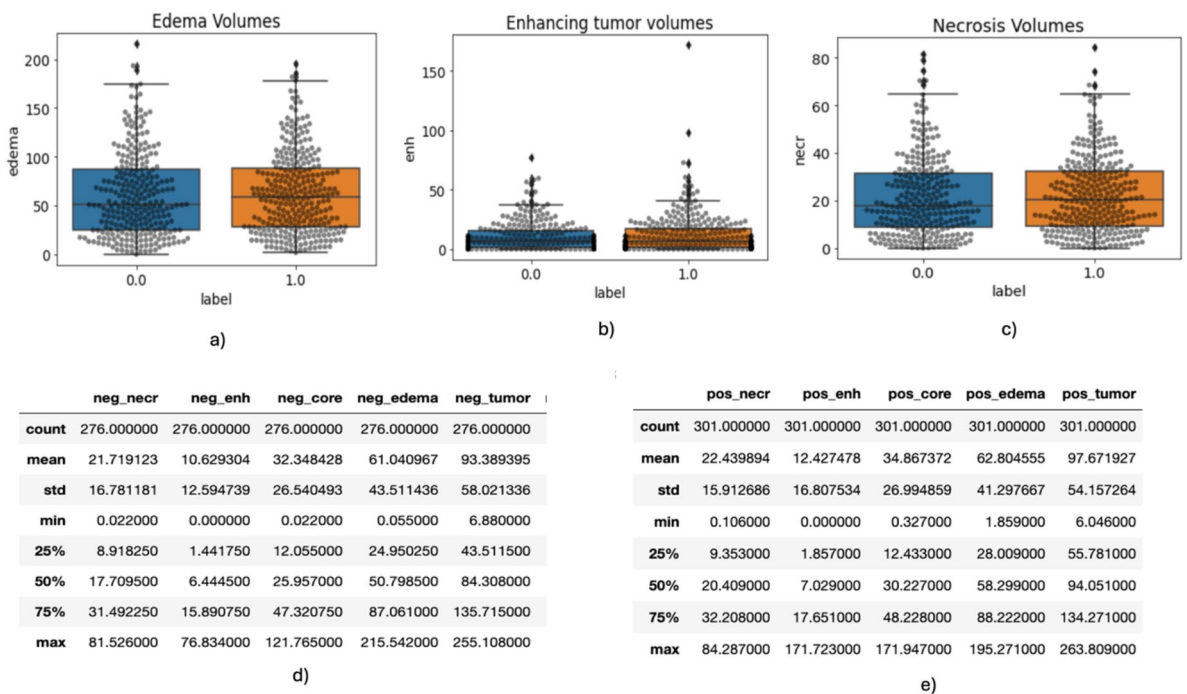 Edema Volumes
edema
200
150
100
50
0
0.0 1.0
label
a)
Enhancing tumor volumes
enh
150
100
50
0
0.0 1.0
label
b)
Necrosis Volumes
necr
80
60
40
20
0
0.0 1.0
label
c)
neg_necr neg_enh neg_core neg_edema neg_tumor
count 276.000000 276.000000 276.000000 276.000000 276.000000
mean 21.719123 10.629304 32.348428 61.040967 93.389395
std 16.781181 12.594739 26.540493 43.511436 58.021336
min 0.022000 0.000000 0.022000 0.055000 6.880000
25% 8.918250 1.441750 12.055000 24.950250 43.511500
50% 17.709500 6.444500 25.957000 50.798500 84.308000
75% 31.492250 15.890750 47.320750 87.061000 135.715000
max 81.526000 76.834000 121.765000 215.542000 255.108000
d)
pos_necr pos_enh pos_core pos_edema pos_tumor
count 301.000000 301.000000 301.000000 301.000000 301.000000
mean 22.439894 12.427478 34.867372 62.804555 97.671927
std 15.912686 16.807534 26.994859 41.297667 54.157264
min 0.106000 0.000000 0.327000 1.859000 6.046000
25% 9.353000 1.857000 12.433000 28.009000 55.781000
50% 20.409000 7.029000 30.227000 58.299000 94.051000
75% 32.208000 17.651000 48.228000 88.222000 134.271000
max 84.287000 171.723000 171.947000 195.271000 263.809000
e)